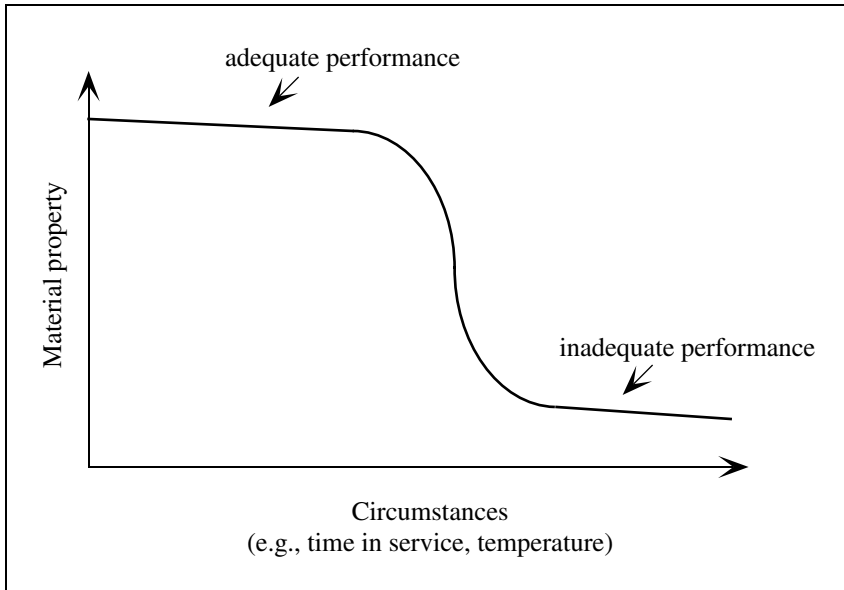 adequate performance
Material property
inadequate performance
Circumstances
(e.g., time in service, temperature)